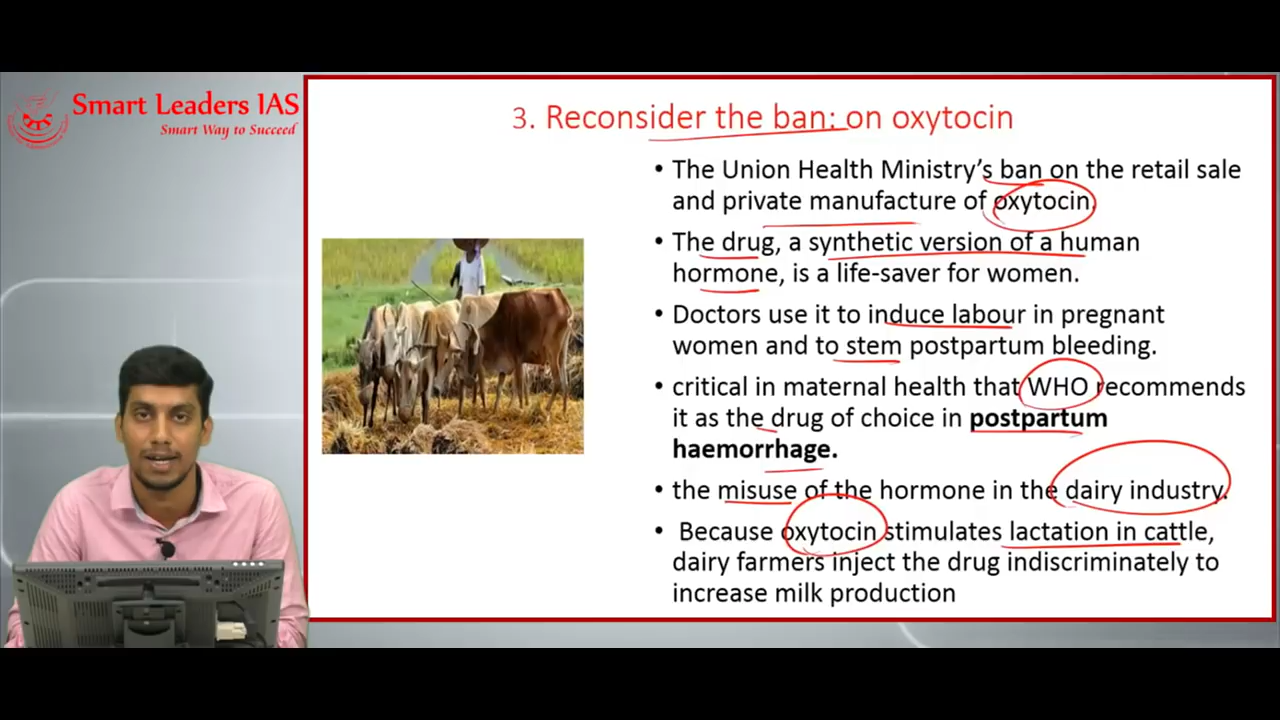 Smart Leaders IAS
Smart Way to Succeed
3. Reconsider the ban: on oxytocin
• The Union Health Ministry’s ban on the retail sale
and private manufacture of oxytocin.
• The drug, a synthetic version of a human
hormone, is a life-saver for women.
• Doctors use it to induce labour in pregnant
women and to stem postpartum bleeding.
• critical in maternal health that WHO recommends
it as the drug of choice in postpartum
haemorrhage.
• the misuse of the hormone in the dairy industry.
• Because oxytocin stimulates lactation in cattle,
dairy farmers inject the drug indiscriminately to
increase milk production